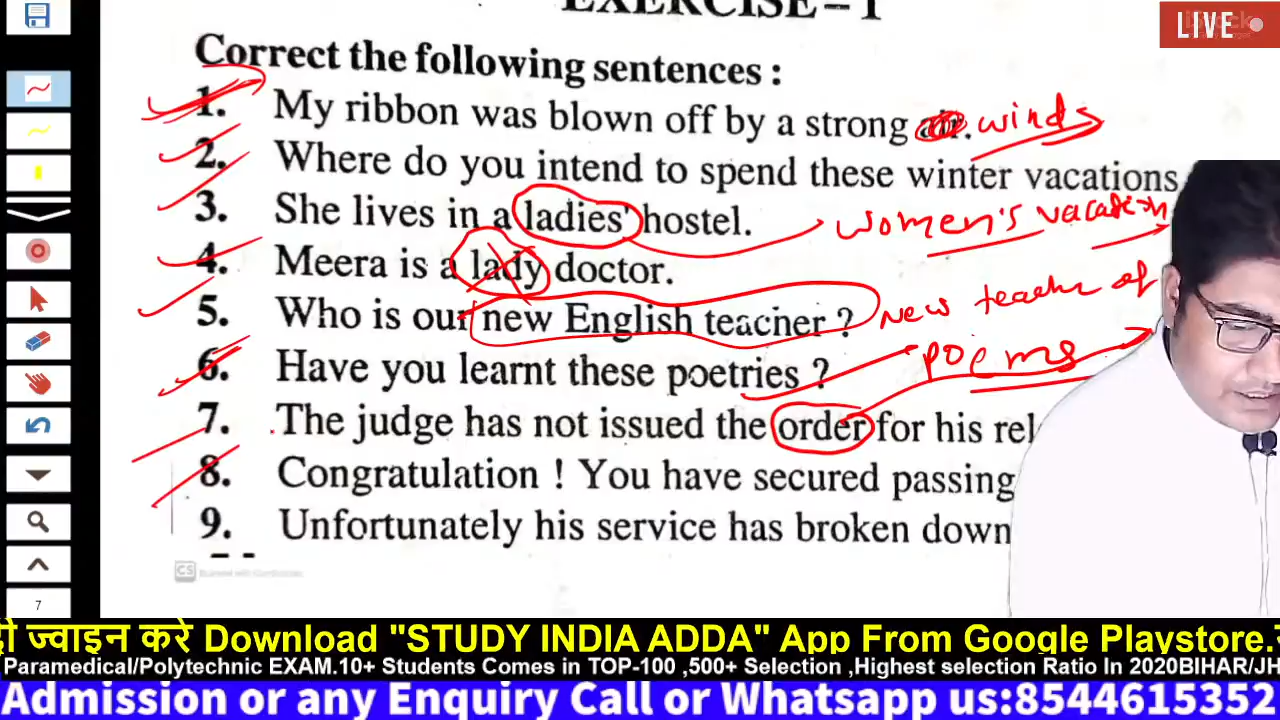 EXERCISE-1
LIVE
Correct the following sentences :
1. My ribbon was blown off by a strong air. winds
2. Where do you intend to spend these winter vacations
vacation
3. She lives in a ladies' hostel. women's
4. Meera is a lady doctor.
5. Who is our new English teacher ? New teacher of
6. Have you learnt these poetries ? poems
7. The judge has not issued the order for his rel
8. Congratulation ! You have secured passing
9. Unfortunately his service has broken down
CS
7
ज्वाइन करे Download "STUDY INDIA ADDA" App From Google Playstore.
Paramedical/Polytechnic EXAM.10+ Students Comes in TOP-100 ,500+ Selection ,Highest selection Ratio In 2020BIHAR/JH
Admission or any Enquiry Call or Whatsapp us:8544615352